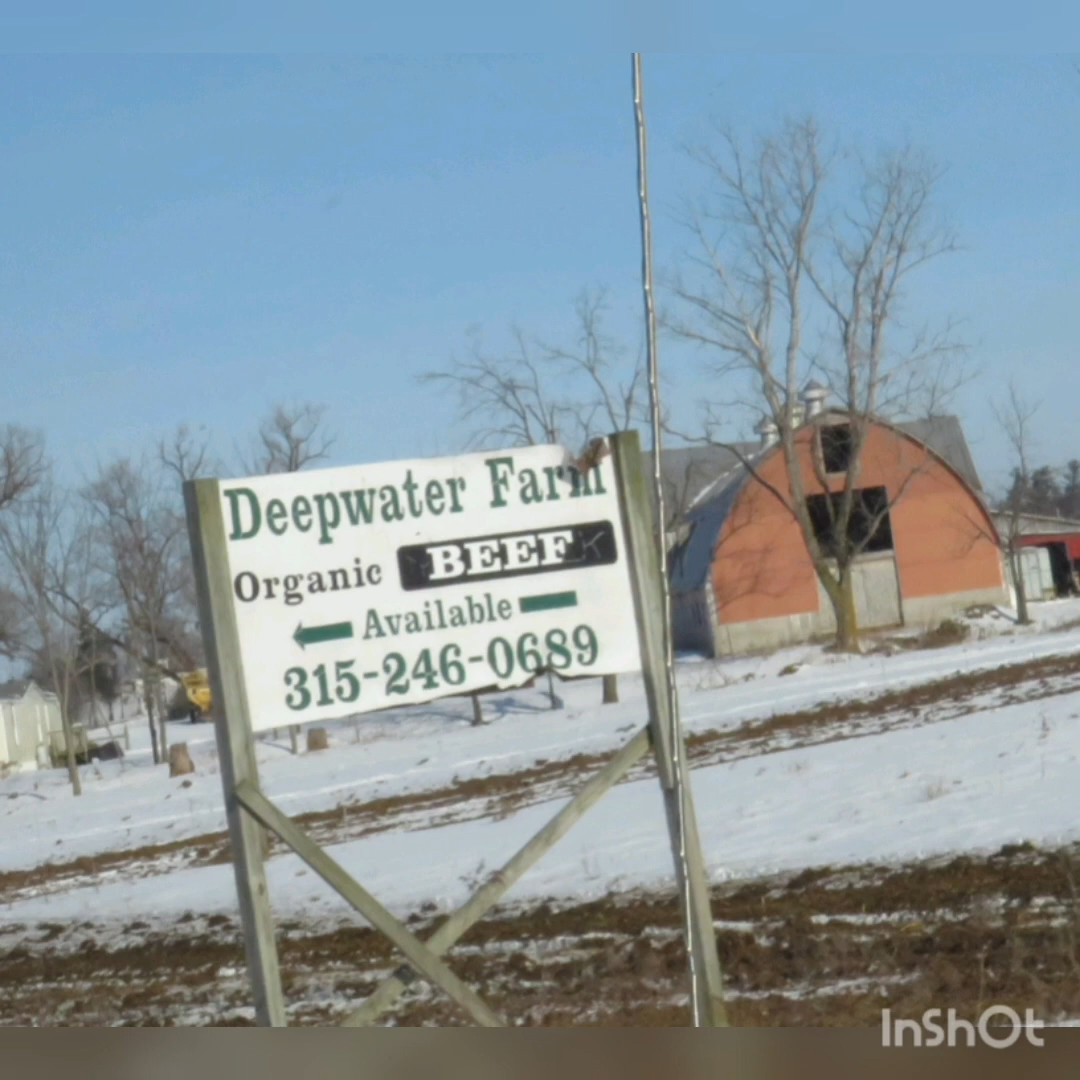 Deepwater Farm
Organic BEEF
Available
315-246-0689
InShOt